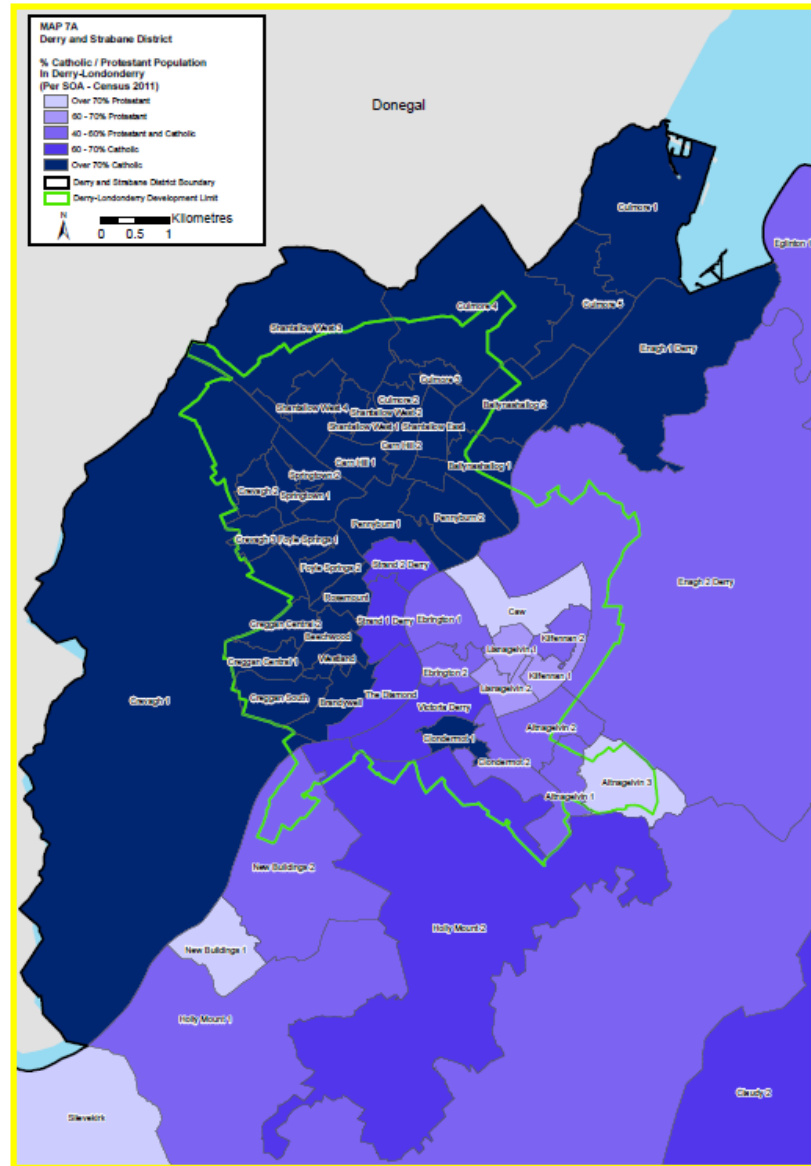 MAP 7A
Derry and Strabane District
% Catholic / Protestant Population
In Derry-Londonderry
(Per SOA - Census 2011)
Over 70% Protestant
60 - 70% Protestant
40 - 60% Protestant and Catholic
60 - 70% Catholic
Over 70% Catholic
Derry and Strabane District Boundary
Derry-Londonderry Development Limit
N
Kilometres
0 0.5 1
Donegal
Culmore 1
Eglinton
Culmore 5
Culmore 4
Shantallow West 3
Enagh 1 Derry
Culmore 3
Culmore 2
Ballynashallog 2
Shantallow West 4
Shantallow West 2
Shantallow West 1
Shantallow East
Carn Hill 2
Carn Hill 1
Ballynashallog 1
Springtown 2
Crevagh 2
Springtown 1
Pennyburn 2
Pennyburn 1
Crevagh 3
Foyle Springs 1
Strand 2 Derry
Foyle Springs 2
Enagh 2 Derry
Caw
Rosemount
Ebrington 1
Strand 1 Derry
Creggan Central 2
Kilfennan 2
Beechwood
Lisnagelvin 1
Creggan Central 1
Westland
Ebrington 2
Kilfennan 1
Lisnagelvin 2
Creggan South
The Diamond
Brandywell
Crevagh 1
Victoria Derry
Altnagelvin 2
Clondermot 1
Clondermot 2
Altnagelvin 3
Altnagelvin 1
New Buildings 2
Holly Mount 2
New Buildings 1
Holly Mount 1
Claudy 2
Slievekirk